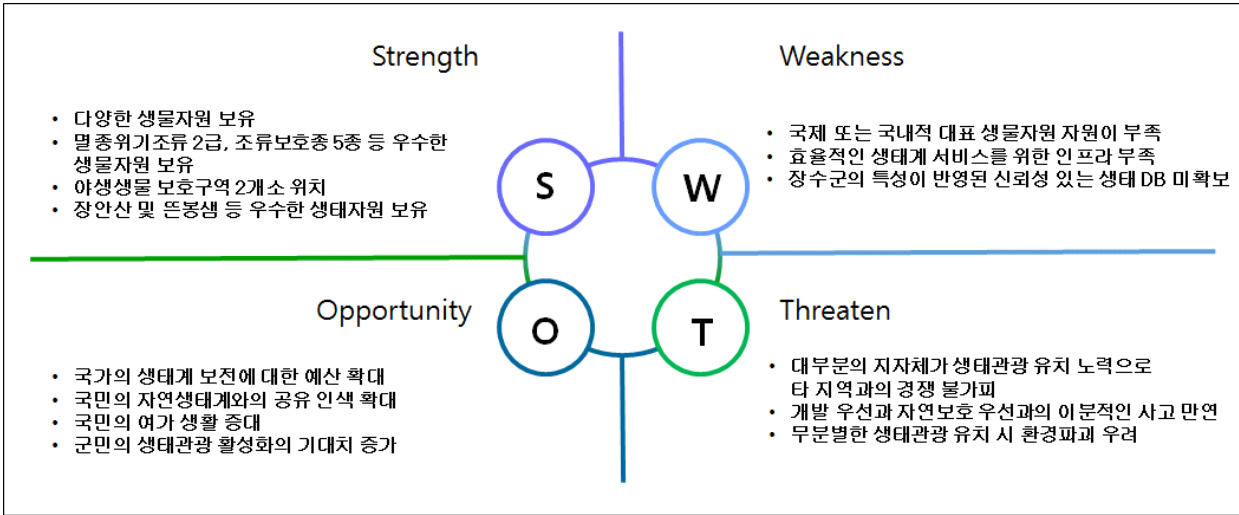 Strength
• 다양한 생물자원 보유
• 멸종위기조류 2급, 조류보호종 5종 등 우수한
생물자원 보유
• 야생생물 보호구역 2개소 위치
• 장안산 및 뜬봉샘 등 우수한 생태자원 보유
Weakness
• 국제 또는 국내적 대표 생물자원 자원이 부족
• 효율적인 생태계 서비스를 위한 인프라 부족
• 장수군의 특성이 반영된 신뢰성 있는 생태 DB 미확보
S
W
O
T
Opportunity
• 국가의 생태계 보전에 대한 예산 확대
• 국민의 자연생태계와의 공유 인색 확대
• 국민의 여가 생활 증대
• 군민의 생태관광 활성화의 기대치 증가
Threaten
• 대부분의 지자체가 생태관광 유치 노력으로
타 지역과의 경쟁 불가피
• 개발 우선과 자연보호 우선과의 이분적인 사고 만연
• 무분별한 생태관광 유치 시 환경파괴 우려